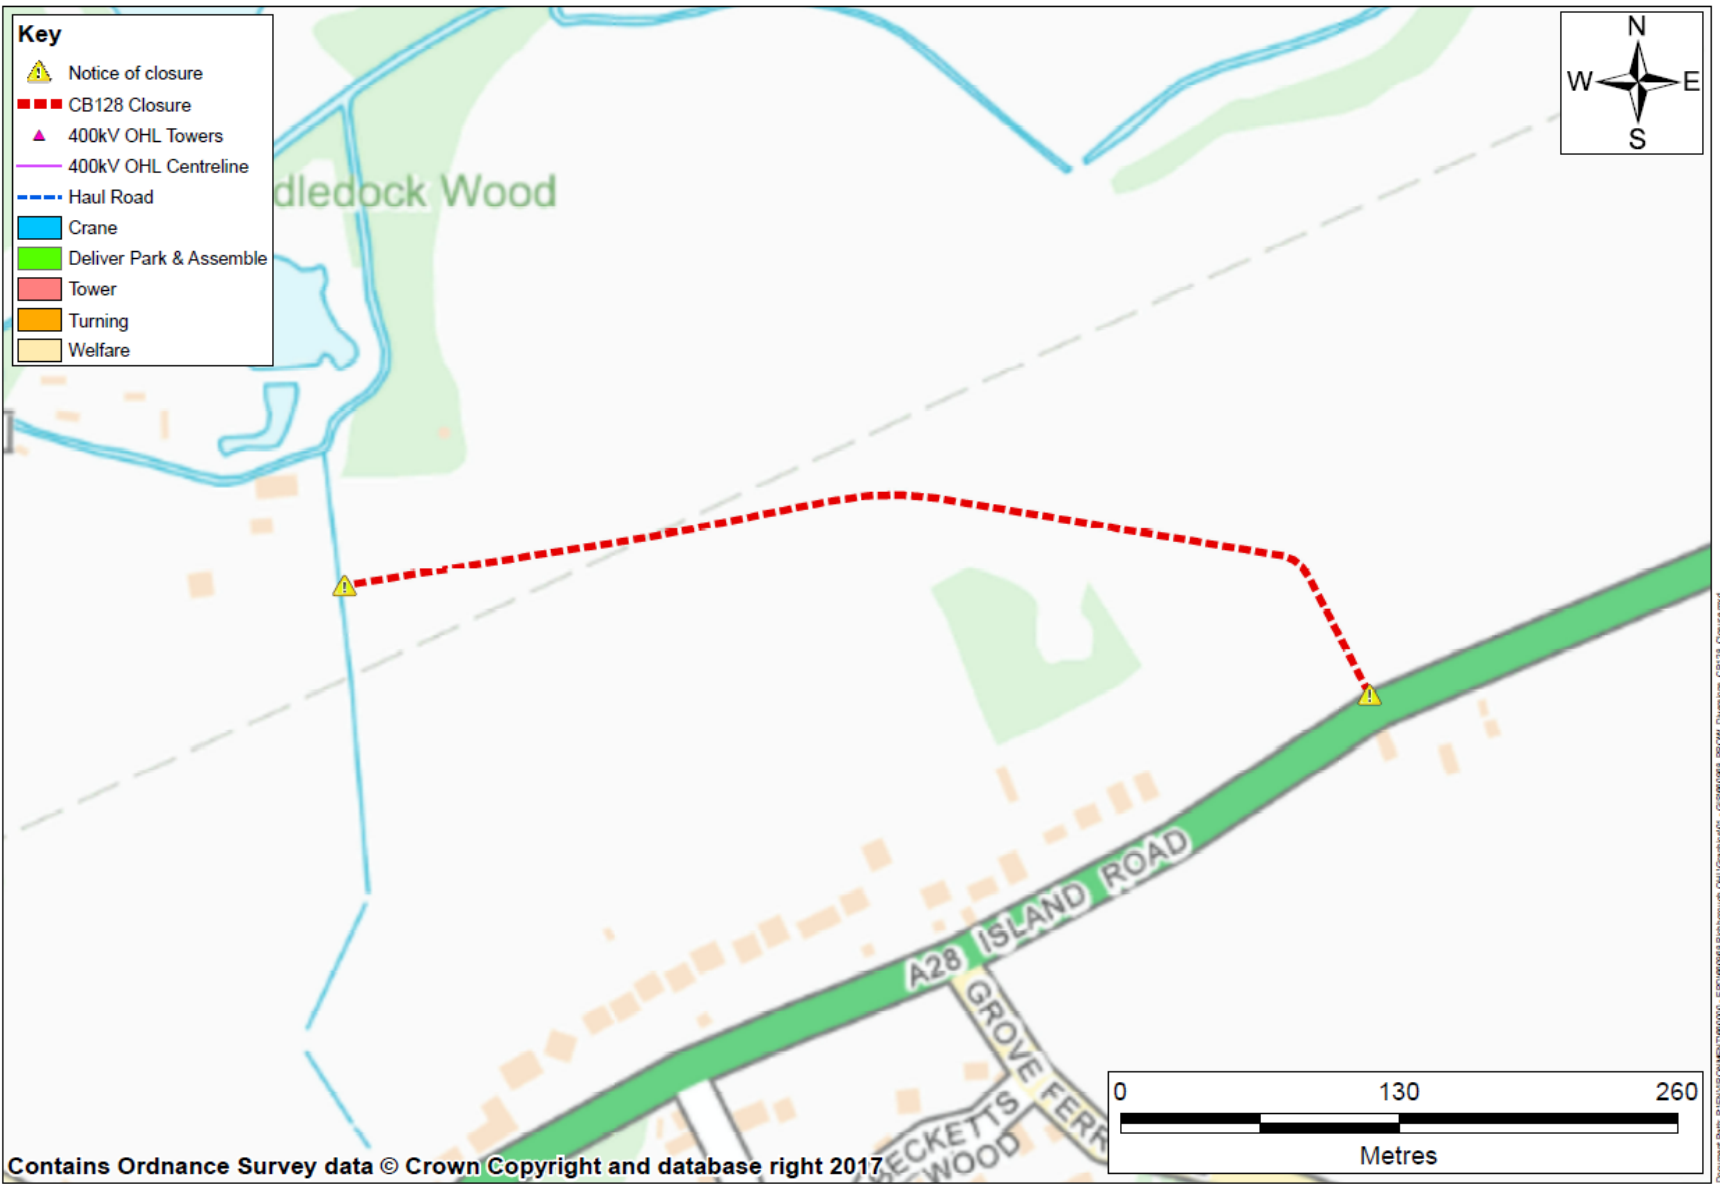 Key
Notice of closure
CB128 Closure
400kV OHL Towers
400kV OHL Centreline
Haul Road
Crane
Deliver Park & Assemble
Tower
Turning
Welfare
N
W E
S
dledock Wood
A28 ISLAND ROAD
GROVE FERR
BECKETTS
WOOD
0 130 260
Metres
Contains Ordnance Survey data © Crown Copyright and database right 2017